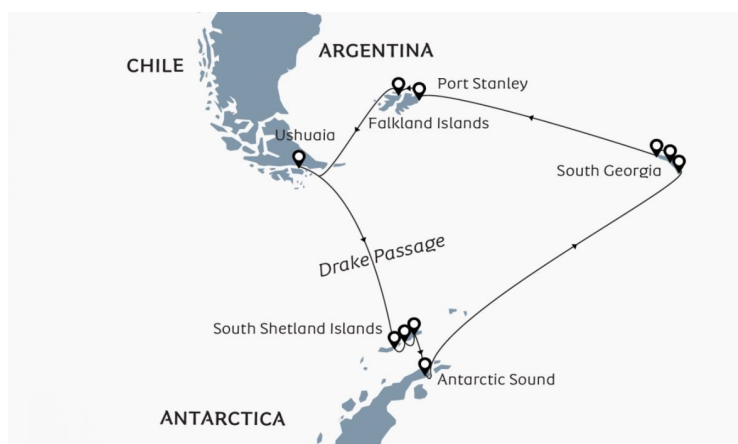 ARGENTINA
CHILE
Port Stanley
Falkland Islands
Ushuaia
South Georgia
Drake Passage
South Shetland Islands
Antarctic Sound
ANTARCTICA